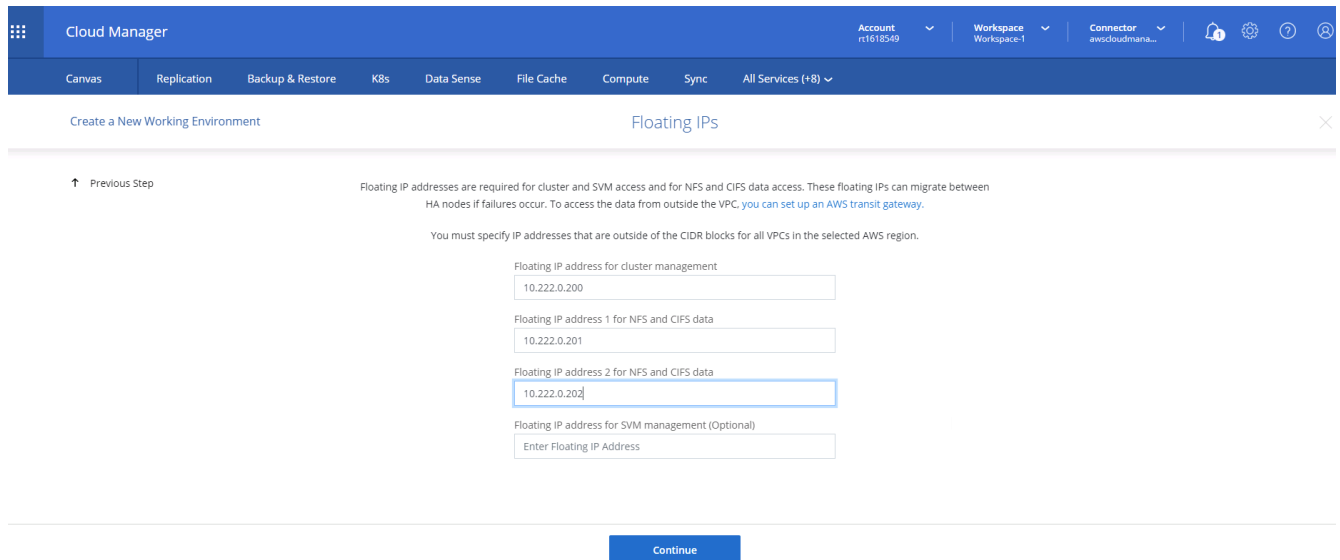 Cloud Manager
Account
rt1618549
Workspace
Workspace-1
Connector
awscloudmana...
1
Canvas
Replication
Backup & Restore
K8s
Data Sense
File Cache
Compute
Sync
All Services (+8)
Create a New Working Environment
Floating IPs
Previous Step
Floating IP addresses are required for cluster and SVM access and for NFS and CIFS data access. These floating IPs can migrate between
HA nodes if failures occur. To access the data from outside the VPC, you can set up an AWS transit gateway.
You must specify IP addresses that are outside of the CIDR blocks for all VPCs in the selected AWS region.
Floating IP address for cluster management
10.222.0.200
Floating IP address 1 for NFS and CIFS data
10.222.0.201
Floating IP address 2 for NFS and CIFS data
10.222.0.202
Floating IP address for SVM management (Optional)
Enter Floating IP Address
Continue